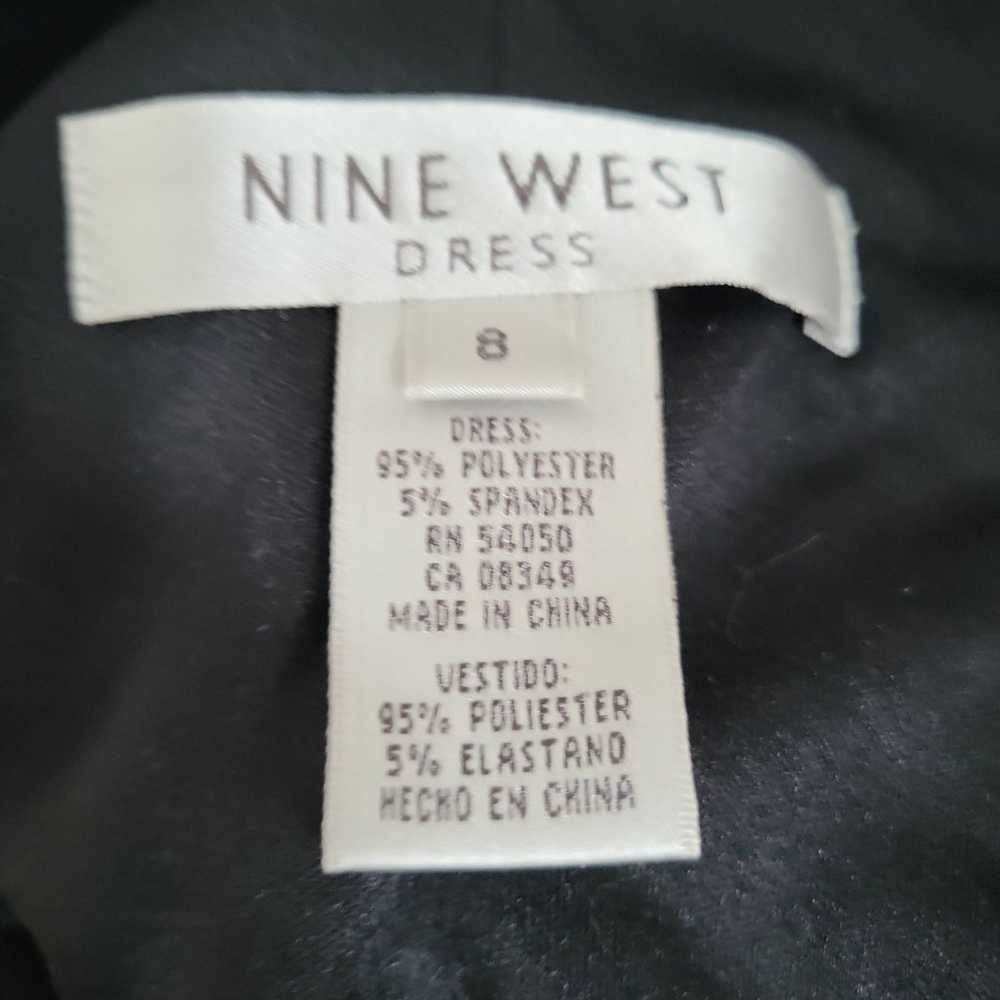 NINE WEST
DRESS
8
DRESS:
95% POLYESTER
5% SPANDEX
RN 54050
CA 08349
MADE IN CHINA
VESTIDO:
95% POLIESTER
5% ELASTANO
HECHO EN CHINA